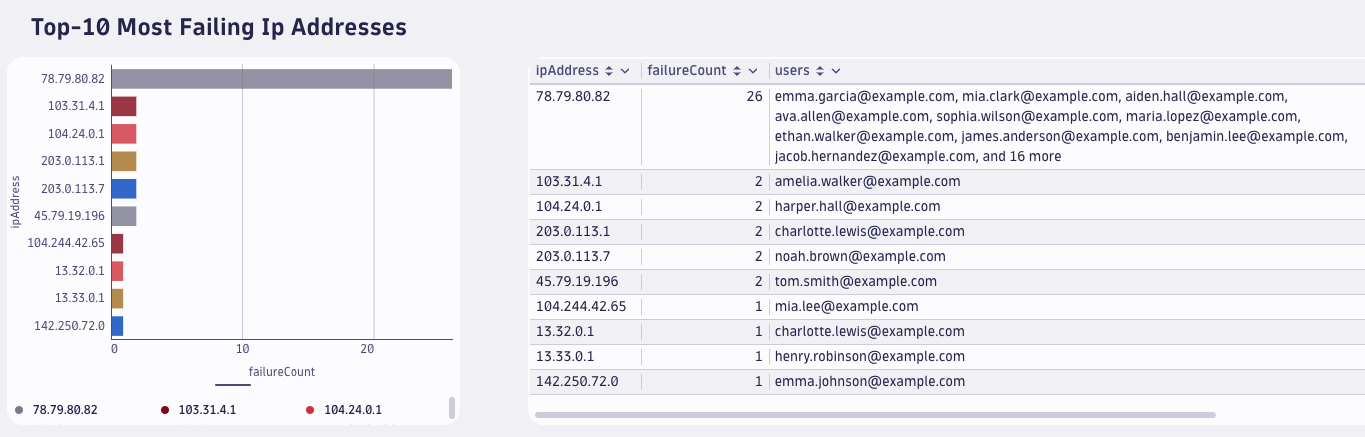 Top-10 Most Failing Ip Addresses
78.79.80.82
103.31.4.1
104.24.0.1
203.0.113.1
203.0.113.7
45.79.19.196
104.244.42.65
13.32.0.1
13.33.0.1
142.250.72.0
ipAddress
0 10 20
failureCount
78.79.80.82 103.31.4.1 104.24.0.1
ipAddress failureCount users
78.79.80.82 26 emma.garcia@example.com, mia.clark@example.com, aiden.hall@example.com,
ava.allen@example.com, sophia.wilson@example.com, maria.lopez@example.com,
ethan.walker@example.com, james.anderson@example.com, benjamin.lee@example.com,
jacob.hernandez@example.com, and 16 more
103.31.4.1 2 amelia.walker@example.com
104.24.0.1 2 harper.hall@example.com
203.0.113.1 2 charlotte.lewis@example.com
203.0.113.7 2 noah.brown@example.com
45.79.19.196 2 tom.smith@example.com
104.244.42.65 1 mia.lee@example.com
13.32.0.1 1 charlotte.lewis@example.com
13.33.0.1 1 henry.robinson@example.com
142.250.72.0 1 emma.johnson@example.com